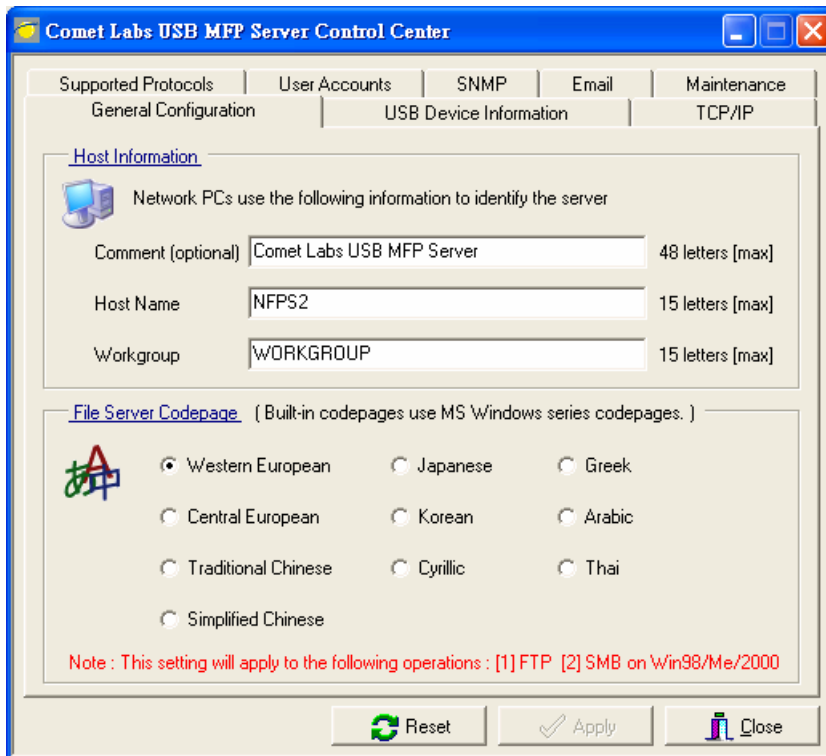 Comet Labs USB MFP Server Control Center
Supported Protocols User Accounts SNMP Email Maintenance
General Configuration USB Device Information TCP/IP
Host Information
Network PCs use the following information to identify the server
Comment (optional) Comet Labs USB MFP Server 48 letters [max]
Host Name NFPS2 15 letters [max]
Workgroup WORKGROUP 15 letters [max]
File Server Codepage ( Built-in codepages use MS Windows series codepages. )
あ A 中
Western European Japanese Greek
Central European Korean Arabic
Traditional Chinese Cyrillic Thai
Simplified Chinese
Note : This setting will apply to the following operations : [1] FTP [2] SMB on Win98/Me/2000
Reset Apply Close